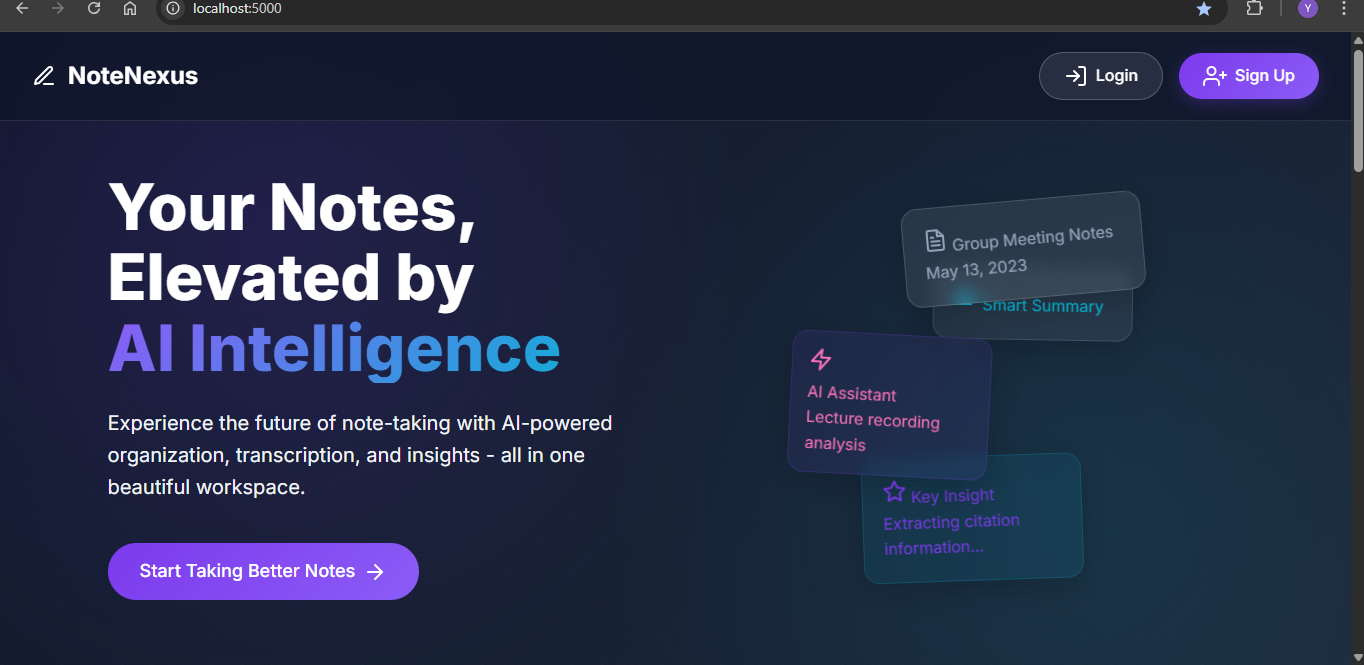 localhost:5000
Y
NoteNexus
Login
Sign Up
Your Notes,
Elevated by
AI Intelligence
Experience the future of note-taking with AI-powered
organization, transcription, and insights - all in one
beautiful workspace.
Start Taking Better Notes
Group Meeting Notes
May 13, 2023
Smart Summary
AI Assistant
Lecture recording
analysis
Key Insight
Extracting citation
information...